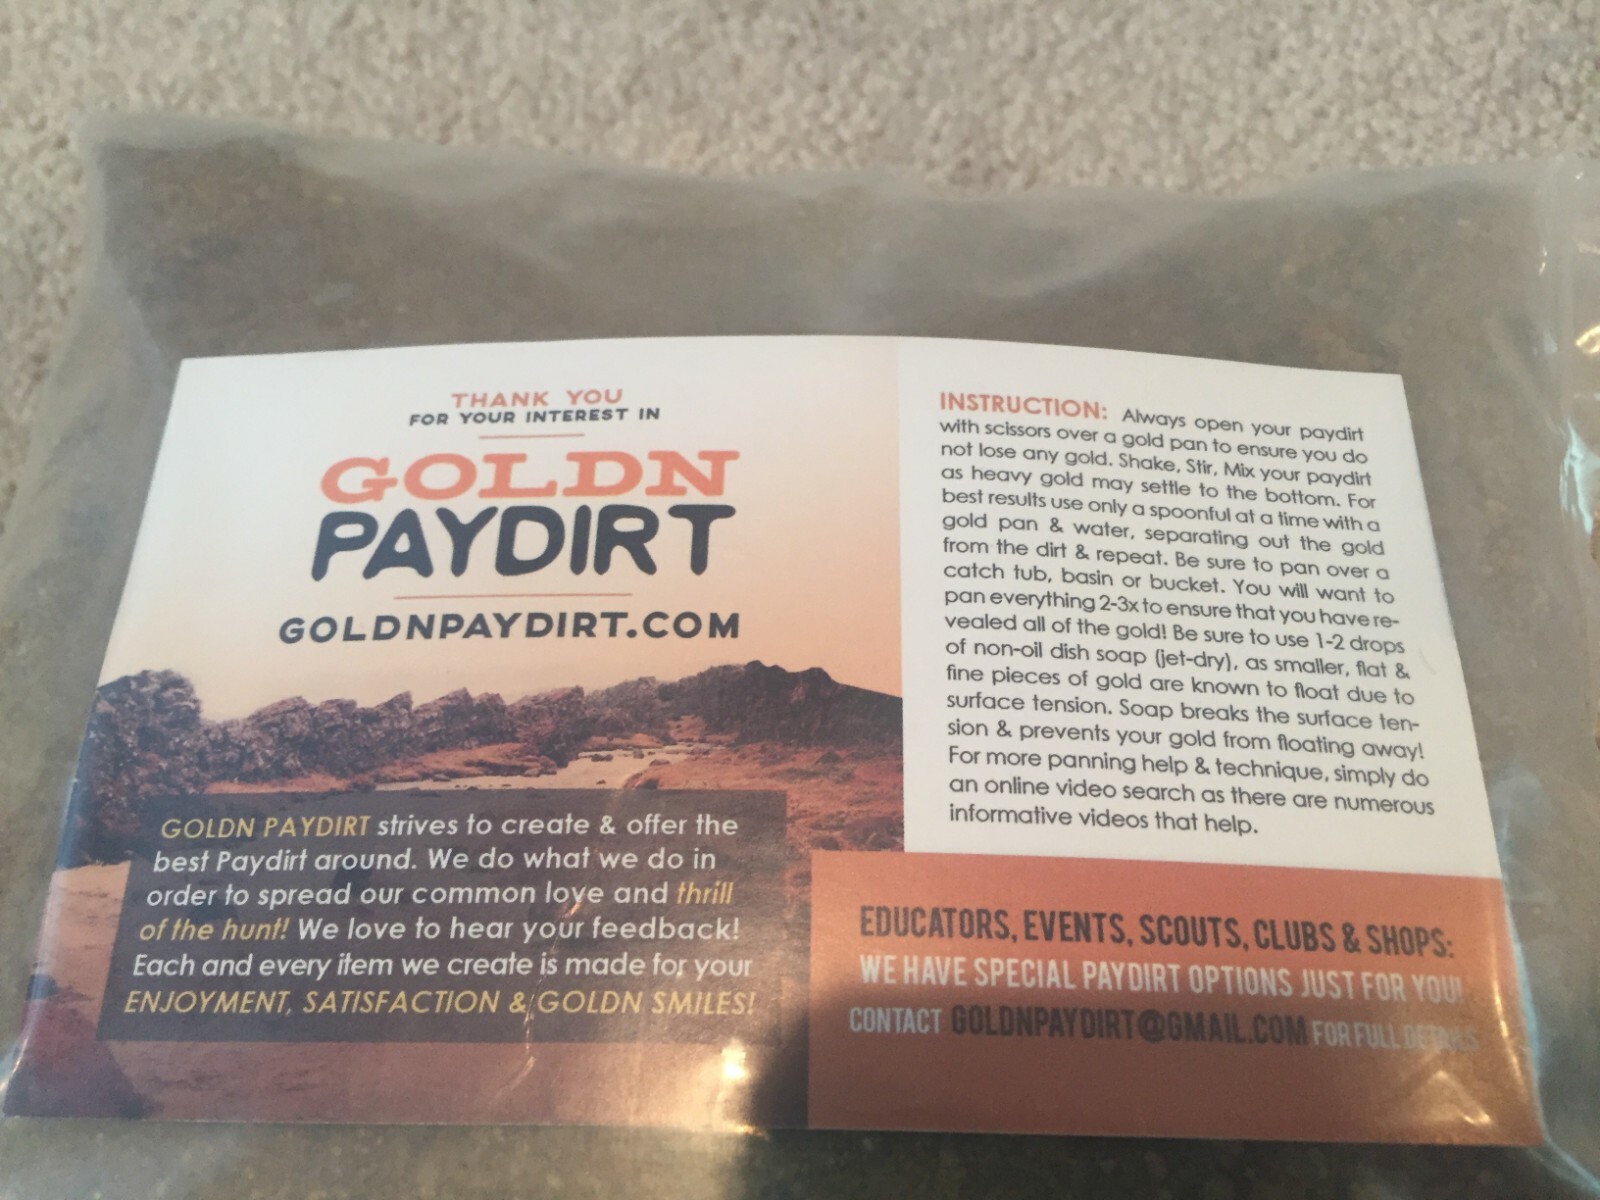 THANK YOU
FOR YOUR INTEREST IN
GOLDN
PAYDIRT
GOLDNPAYDIRT.COM
GOLDN PAYDIRT strives to create & offer the
best Paydirt around. We do what we do in
order to spread our common love and thrill
of the hunt! We love to hear your feedback!
Each and every item we create is made for your
ENJOYMENT, SATISFACTION & GOLDN SMILES!
INSTRUCTION: Always open your paydirt
with scissors over a gold pan to ensure you do
not lose any gold. Shake, Stir, Mix your paydirt
as heavy gold may settle to the bottom. For
best results use only a spoonful at a time with a
gold pan & water, separating out the gold
from the dirt & repeat. Be sure to pan over a
catch tub, basin or bucket. You will want to
pan everything 2-3x to ensure that you have re-
vealed all of the gold! Be sure to use 1-2 drops
of non-oil dish soap (jet-dry), as smaller, flat &
fine pieces of gold are known to float due to
surface tension. Soap breaks the surface ten-
sion & prevents your gold from floating away!
For more panning help & technique, simply do
an online video search as there are numerous
informative videos that help.
EDUCATORS, EVENTS, SCOUTS, CLUBS & SHOPS:
WE HAVE SPECIAL PAYDIRT OPTIONS JUST FOR YOU!
CONTACT GOLDNPAYDIRT@GMAIL.COM FOR FULL DETAILS